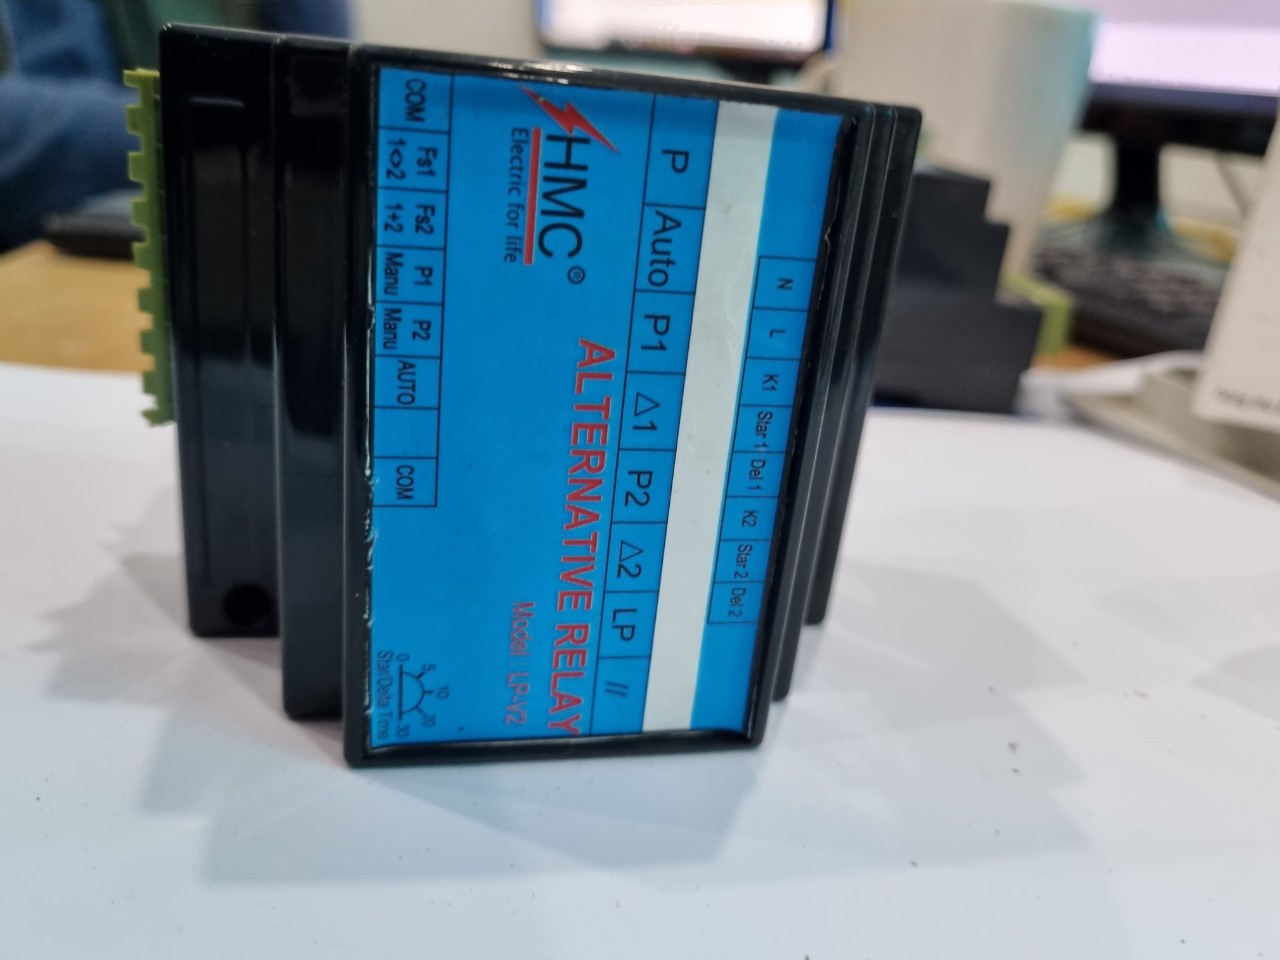 N L K1 Star 1 Del 1 K2 Star 2 Del 2
P Auto P1 △1 P2 △2 LP //
HMC®
Electric for life
ALTERNATIVE RELAY
Model : LP-V2
COM Fs1 Fs2 P1 P2
1<>2 1+2 Manu Manu AUTO COM
0 5 10 20 30
Star/Delta Time